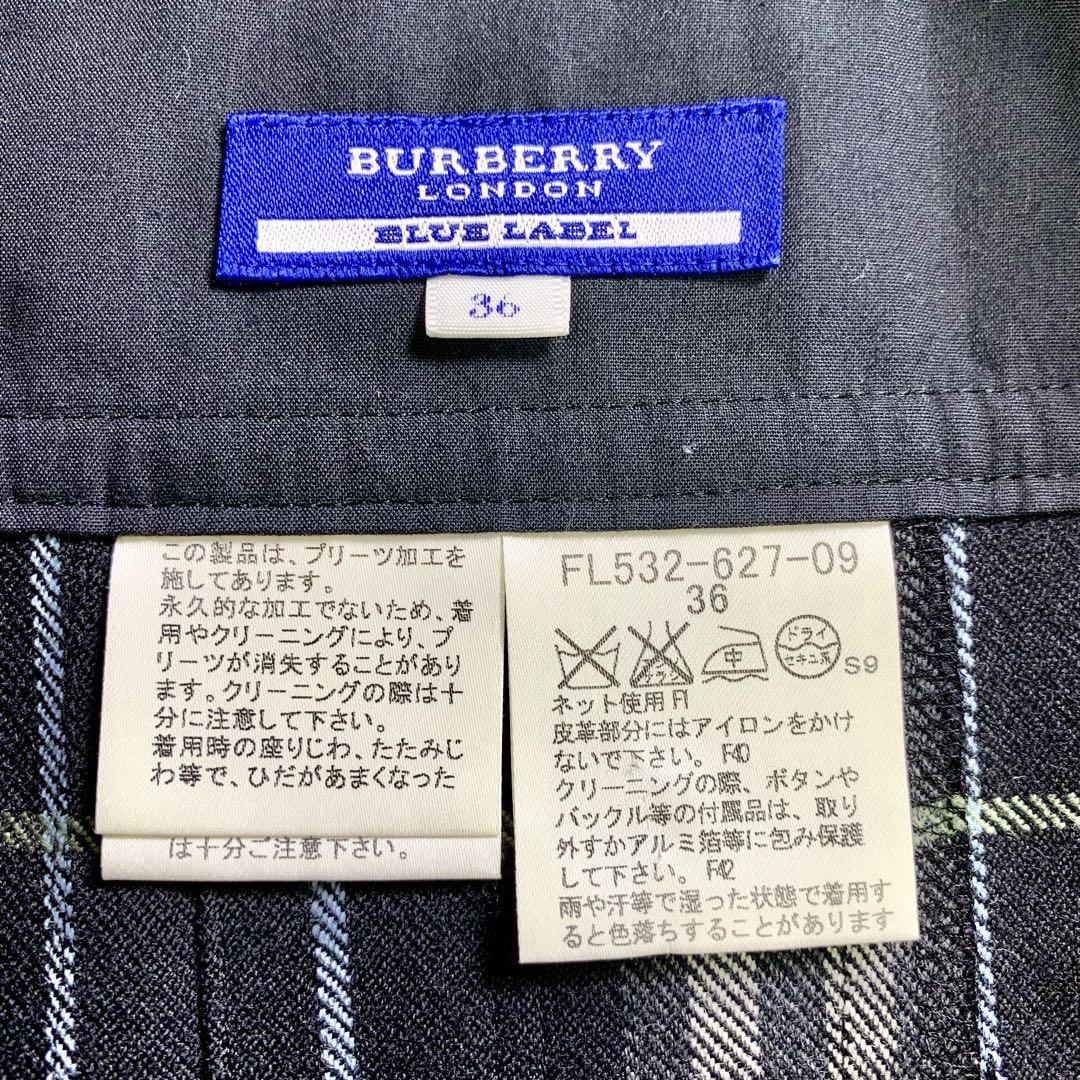 BURBERRY
LONDON
BLUE LABEL
36
この製品は、プリーツ加工を
施してあります。
永久的な加工でないため、着
用やクリーニングにより、プ
リーツが消失することがあり
ます。クリーニングの際は十
分に注意して下さい。
着用時の座りじわ、たたみじ
わ等で、ひだがあまくなった
は十分ご注意下さい。
FL532-627-09
36
エンソ
サラシ
中
ドライ
セキユ系
S9
ネット使用 F1
皮革部分にはアイロンをかけ
ないで下さい。 F40
クリーニングの際、ボタンや
バックル等の付属品は、取り
外すかアルミ箔等に包み保護
して下さい。 F42
雨や汗等で湿った状態で着用す
ると色落ちすることがあります